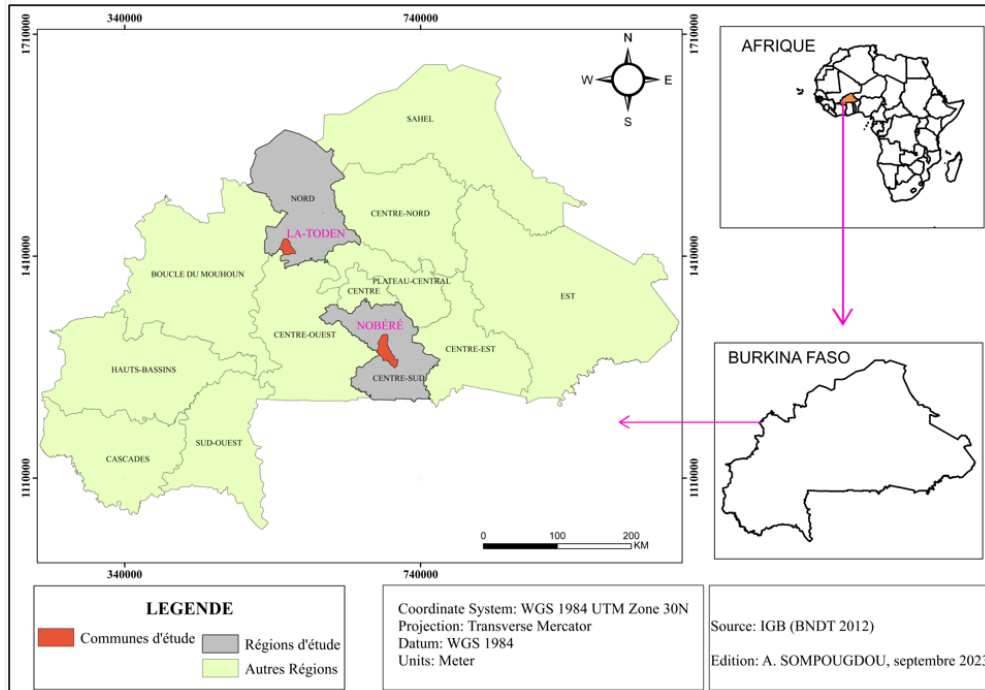 340000
740000
1710000
1710000
N
W
E
S
SAHEL
NORD
CENTRE-NORD
LA-TODEN
1410000
1410000
BOUCLE DU MOUHOUN
PLATEAU-CENTRAL
CENTRE
EST
NOBÉRÉ
CENTRE-OUEST
CENTRE-EST
HAUTS-BASSINS
CENTRE-SUD
SUD-OUEST
CASCADES
1110000
1110000
0
100
200
KM
340000
740000
AFRIQUE
BURKINA FASO
LEGENDE
Communes d'étude
Régions d'étude
Autres Régions
Coordinate System: WGS 1984 UTM Zone 30N
Projection: Transverse Mercator
Datum: WGS 1984
Units: Meter
Source: IGB (BNDT 2012)
Edition: A. SOMPOUGDOU, septembre 2023